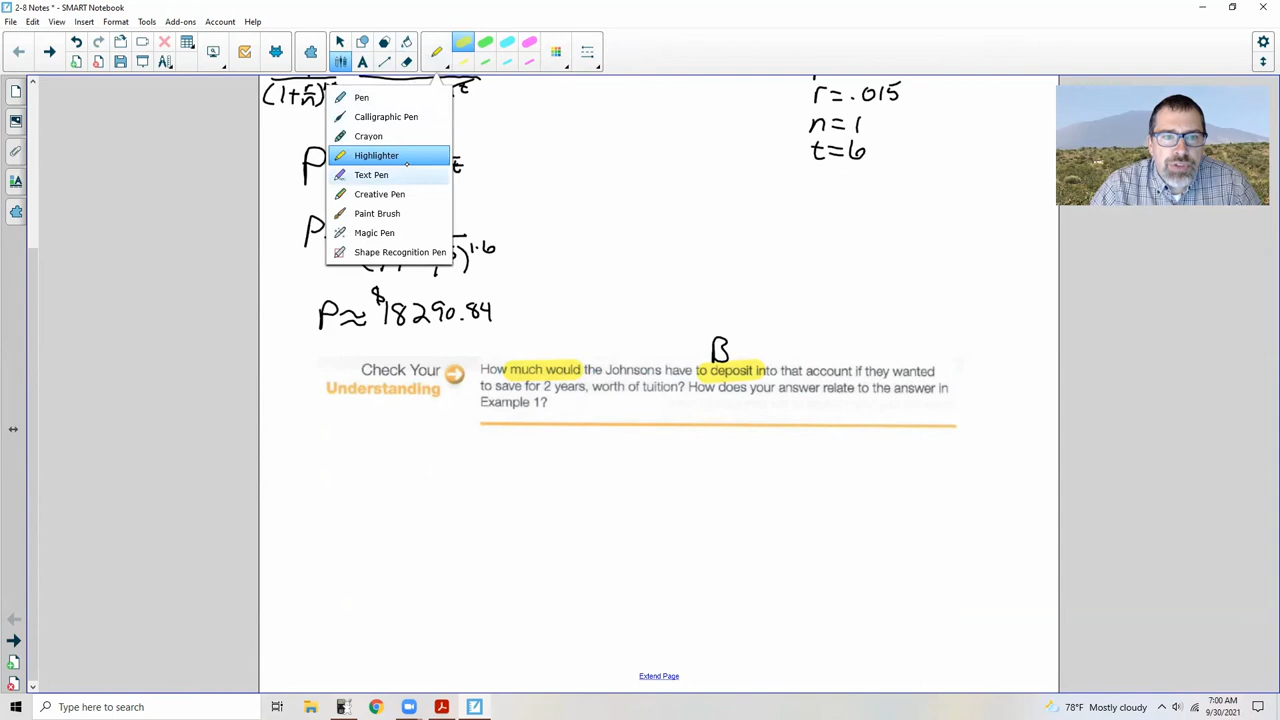 2-8 Notes * - SMART Notebook
File Edit View Insert Format Tools Add-ons Account Help
Pen
Calligraphic Pen
Crayon
Highlighter
Text Pen
Creative Pen
Paint Brush
Magic Pen
Shape Recognition Pen
r = .015
n = 1
t = 6
P ≈ $18290.84
B
Check Your
Understanding
How much would the Johnsons have to deposit into that account if they wanted
to save for 2 years, worth of tuition? How does your answer relate to the answer in
Example 1?
Extend Page
Type here to search
78°F Mostly cloudy
7:00 AM
9/30/2021